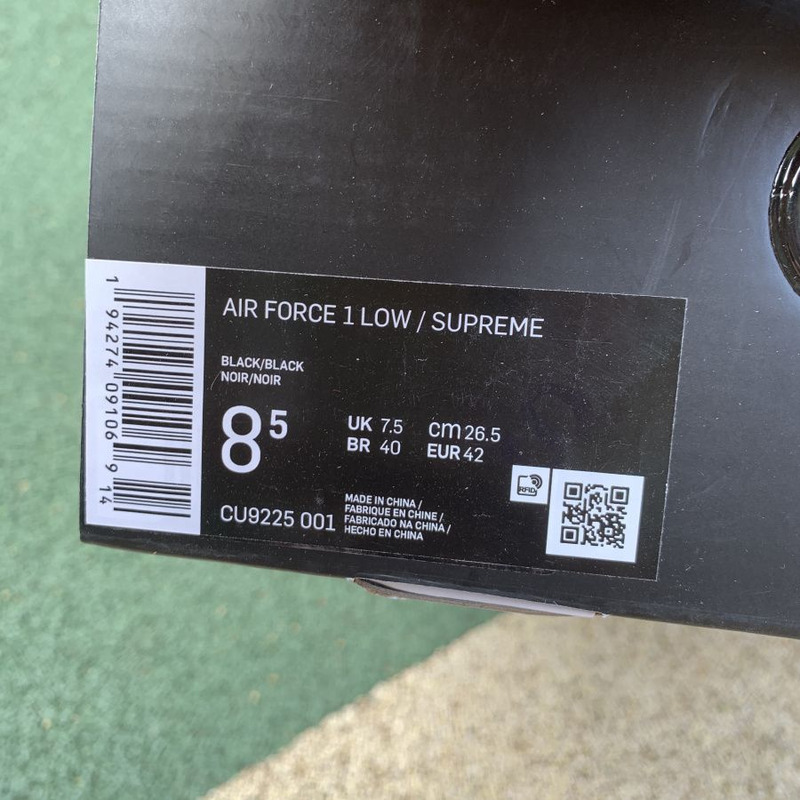 AIR FORCE 1 LOW / SUPREME
BLACK/BLACK
NOIR/NOIR
8⁵
UK 7.5 cm 26.5
BR 40 EUR 42
CU9225 001
MADE IN CHINA /
FABRIQUE EN CHINE /
FABRICADO NA CHINA /
HECHO EN CHINA
RFID
1 94274 09106 9 14